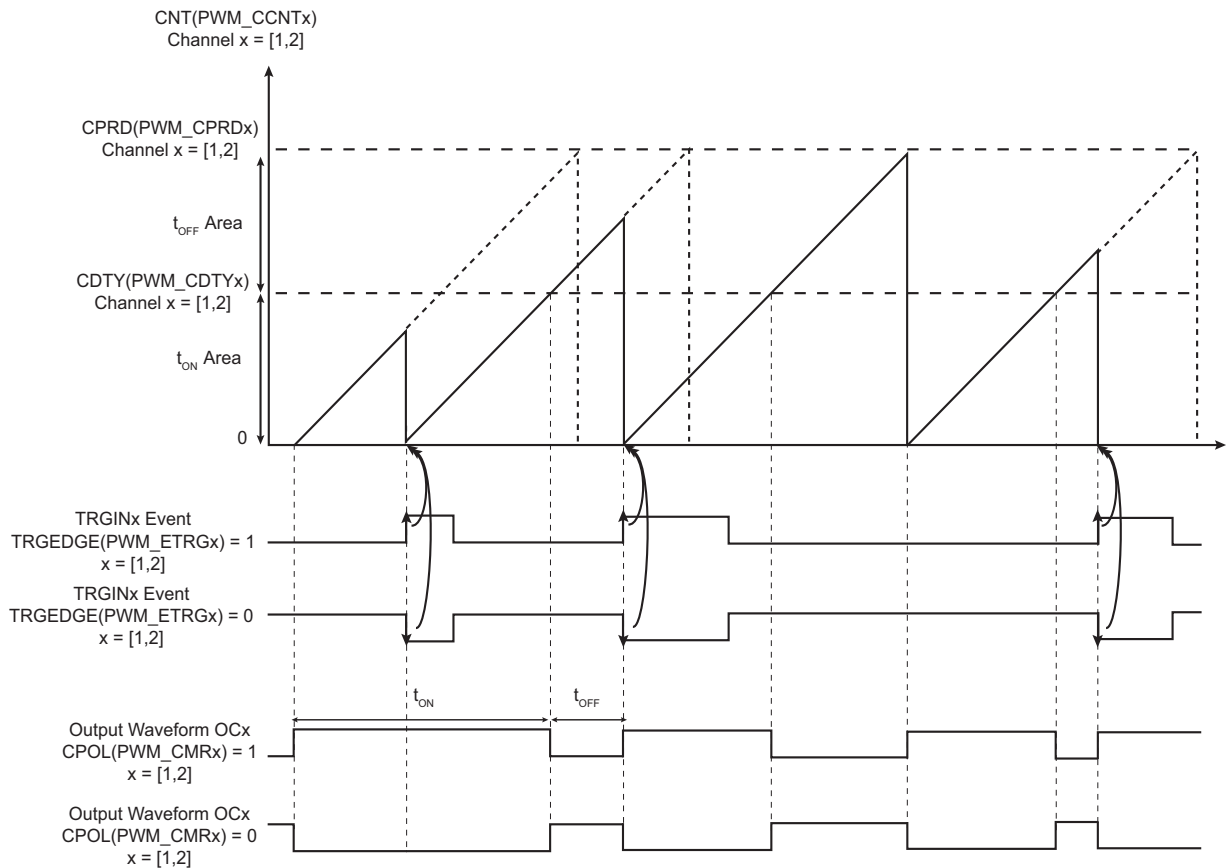 CNT(PWM_CCNTx)
Channel x = [1,2]
CPRD(PWM_CPRDx)
Channel x = [1,2]
tOFF Area
CDTY(PWM_CDTYx)
Channel x = [1,2]
tON Area
0
TRGINx Event
TRGEDGE(PWM_ETRGx) = 1
x = [1,2]
TRGINx Event
TRGEDGE(PWM_ETRGx) = 0
x = [1,2]
tON
tOFF
Output Waveform OCx
CPOL(PWM_CMRx) = 1
x = [1,2]
Output Waveform OCx
CPOL(PWM_CMRx) = 0
x = [1,2]